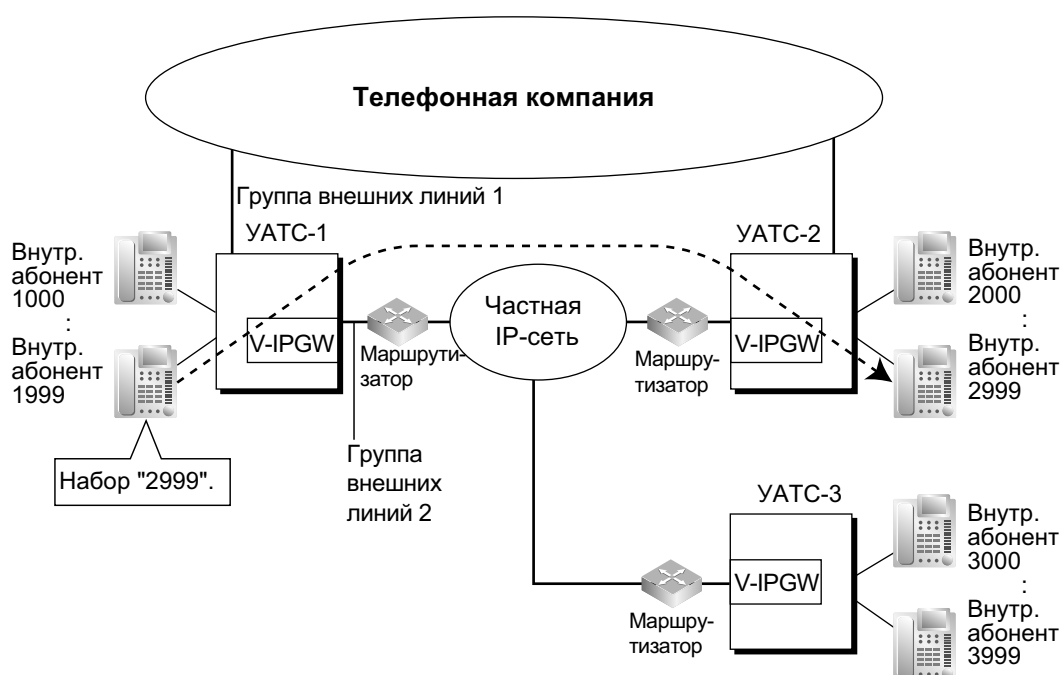 Телефонная компания
Группа внешних линий 1
УАТС-1
УАТС-2
Внутр.
абонент
1000
:
Внутр.
абонент
1999
V-IPGW
Маршрути-
затор
Частная
IP-сеть
Маршру-
тизатор
V-IPGW
Внутр.
абонент
2000
:
Внутр.
абонент
2999
Набор "2999".
Группа
внешних
линий 2
УАТС-3
V-IPGW
Маршру-
тизатор
Внутр.
абонент
3000
:
Внутр.
абонент
3999